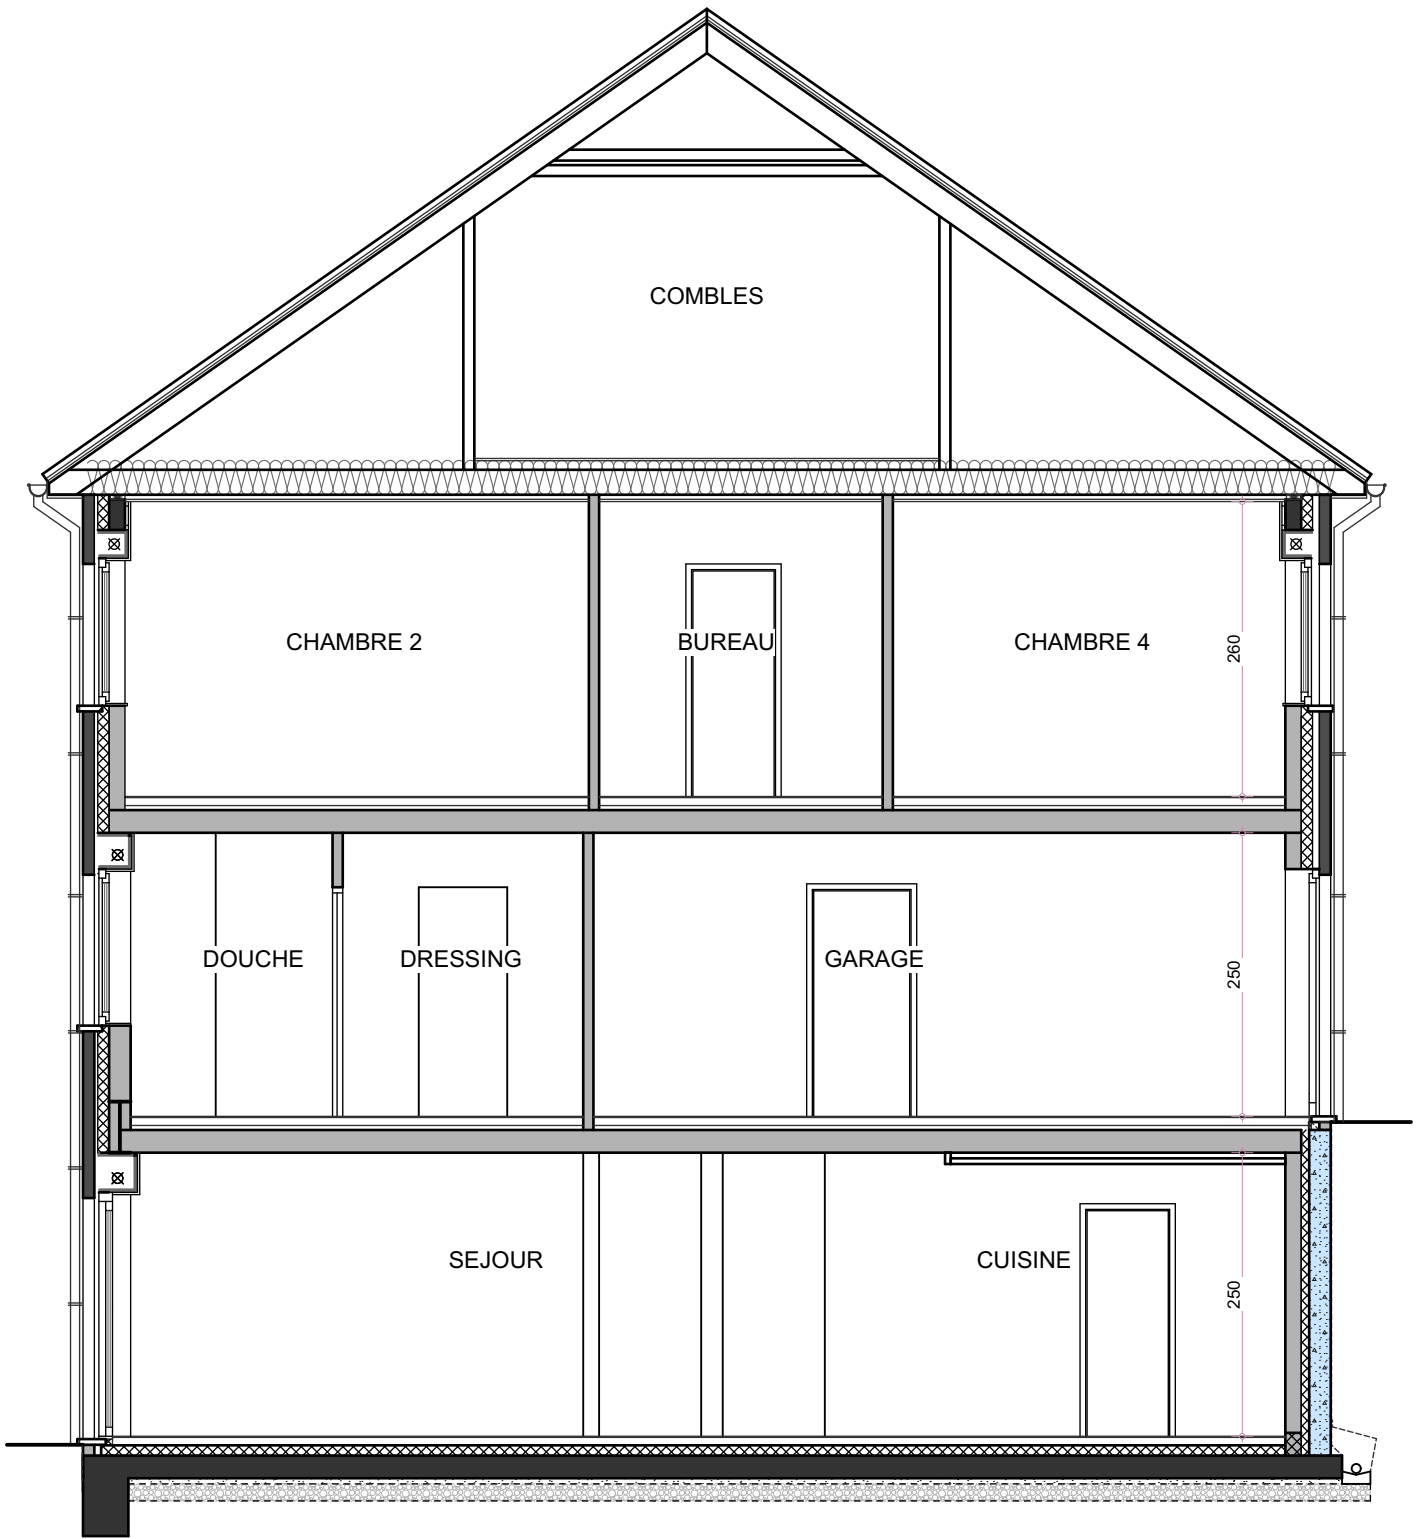 COMBLES
CHAMBRE 2
BUREAU
CHAMBRE 4
260
DOUCHE
DRESSING
GARAGE
250
SEJOUR
CUISINE
250